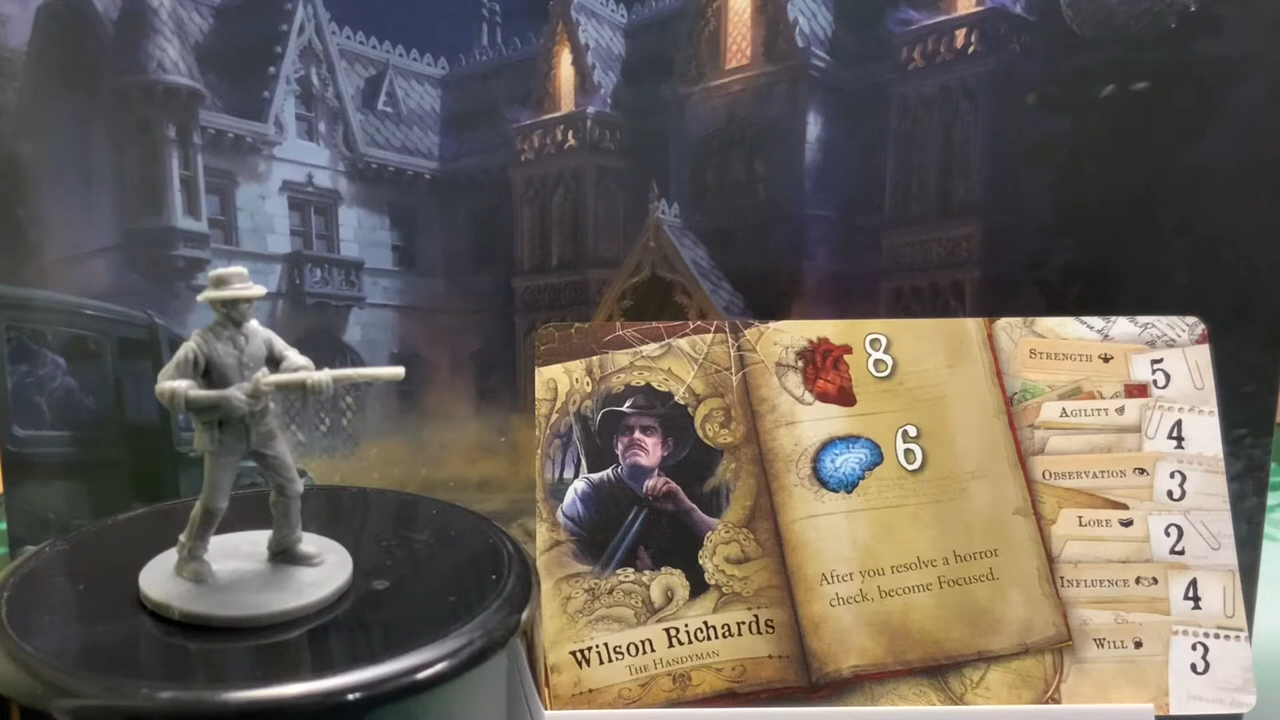 8
6
After you resolve a horror
check, become Focused.
Wilson Richards
The Handyman
Strength 5
Agility 4
Observation 3
Lore 2
Influence 4
Will 3